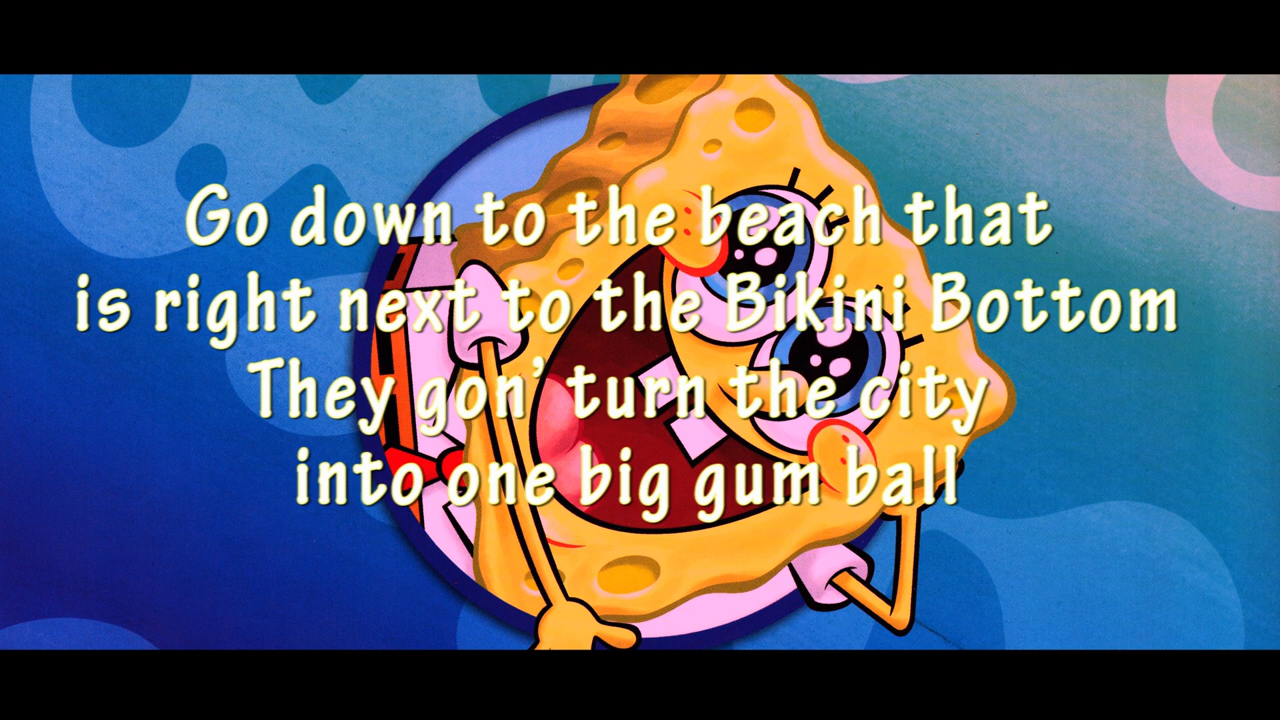 Go down to the beach that
is right next to the Bikini Bottom
They gon' turn the city
into one big gum ball